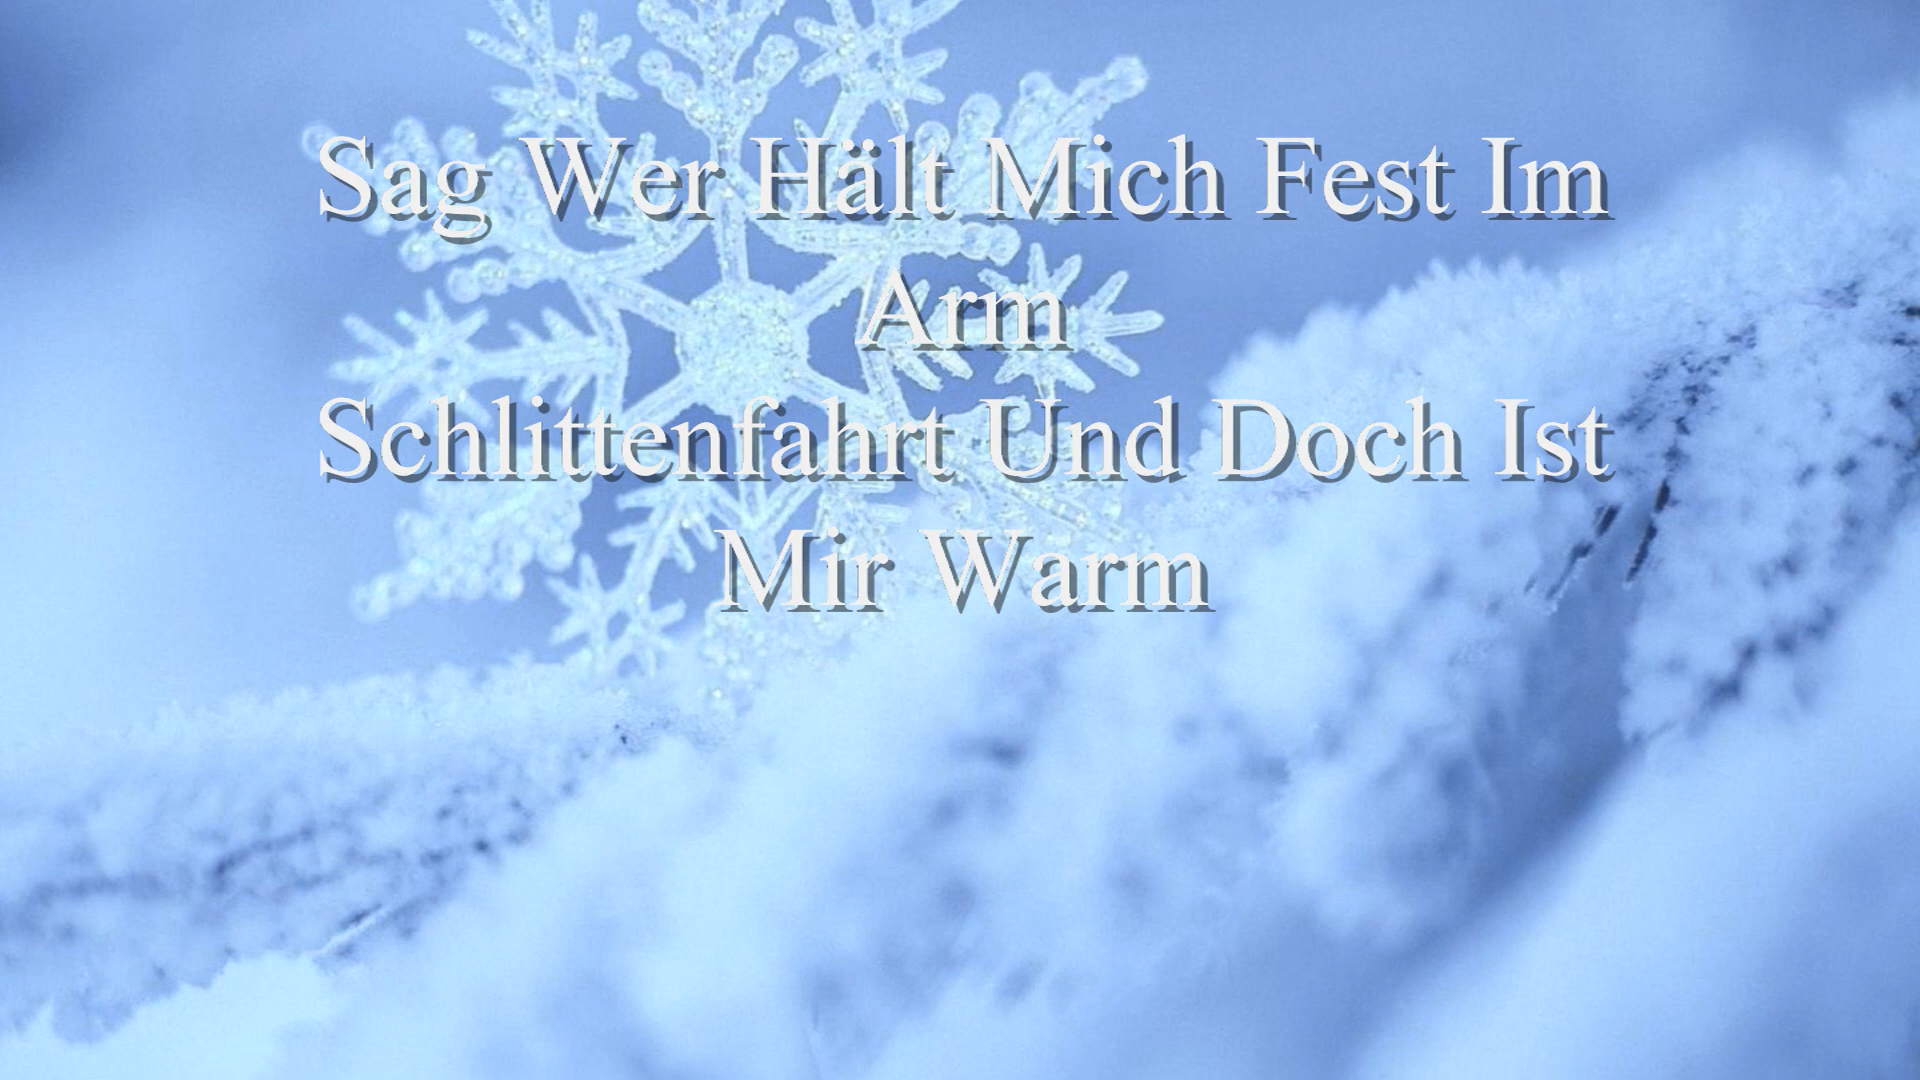 Sag Wer Hält Mich Fest Im
Arm
Schlittenfahrt Und Doch Ist
Mir Warm